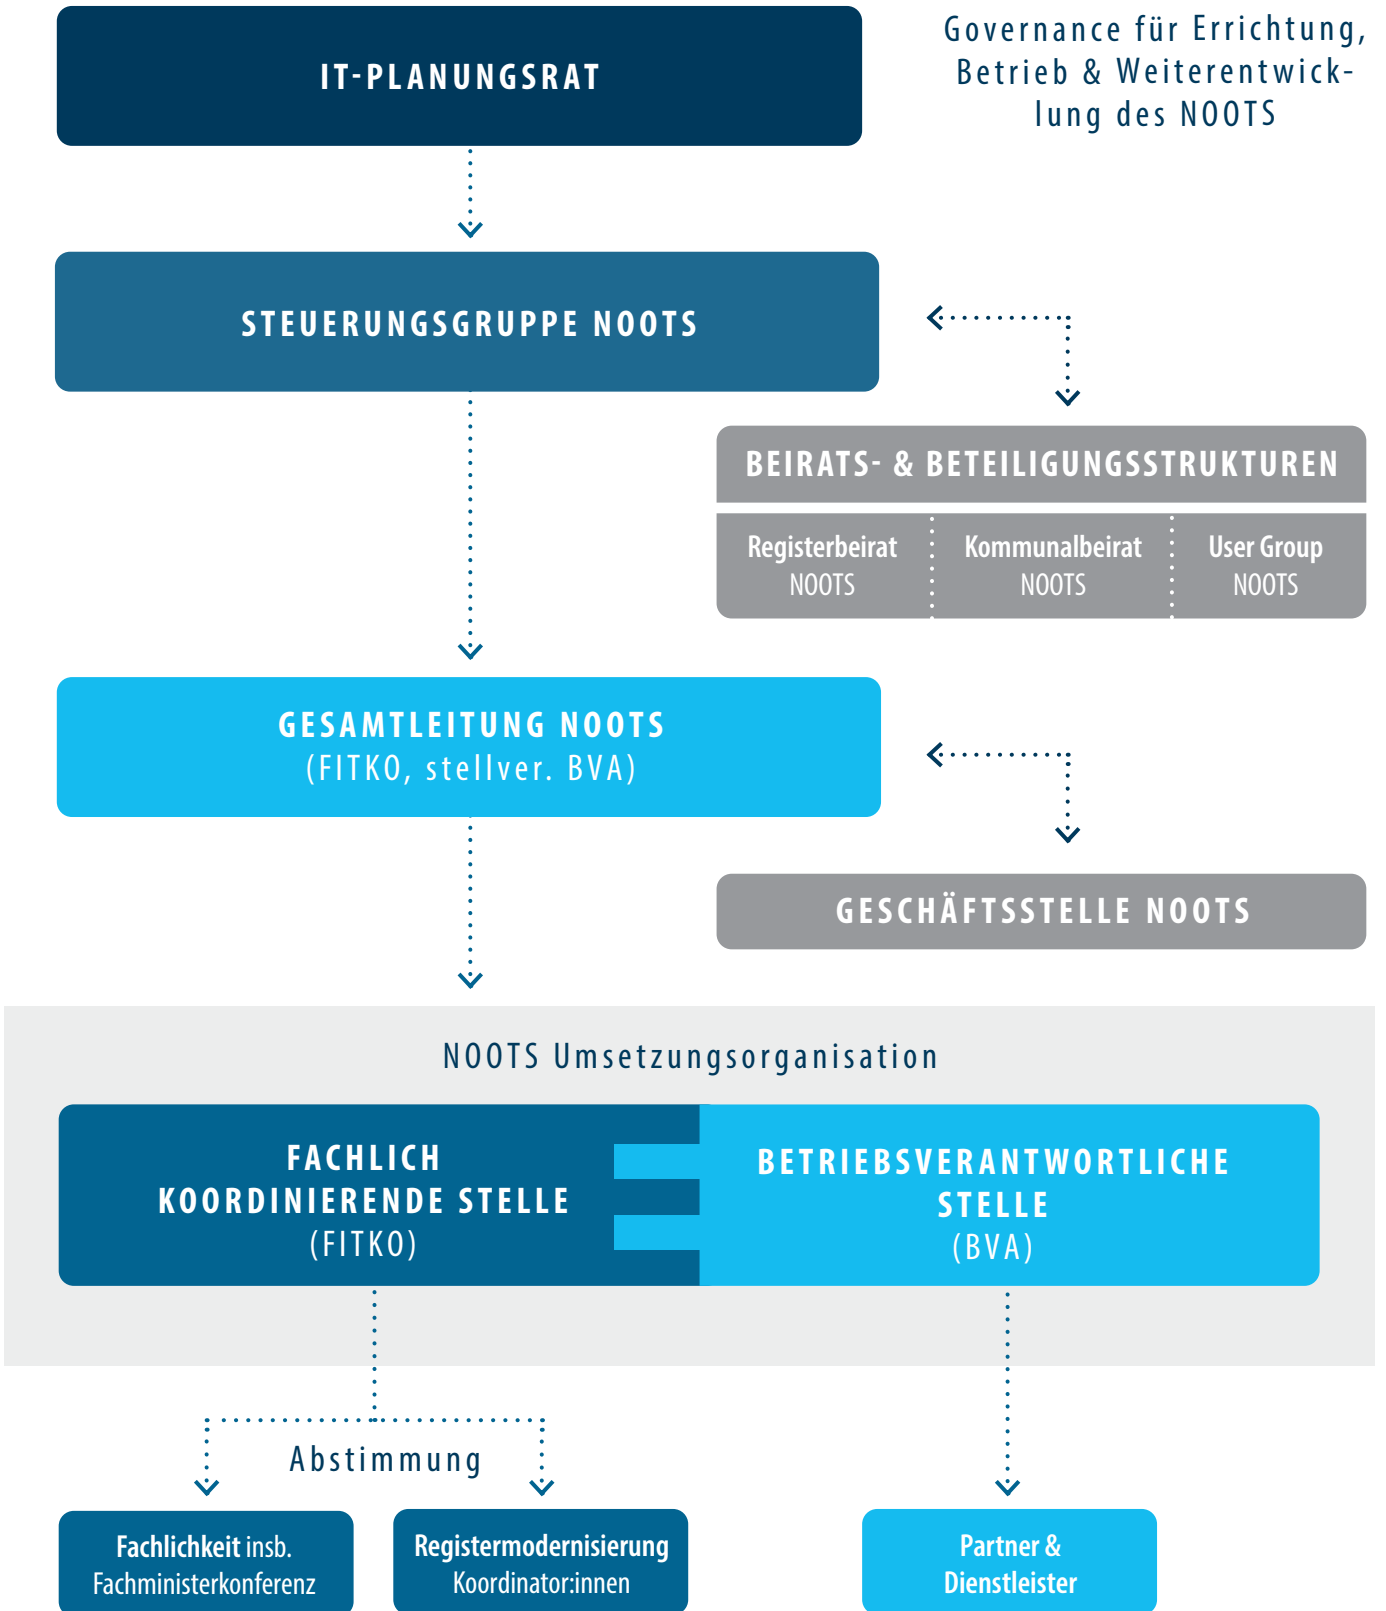 IT-PLANUNGSRAT
Governance für Errichtung,
Betrieb & Weiterentwick-
lung des NOOTS
STEUERUNGSGRUPPE NOOTS
BEIRATS- & BETEILIGUNGSSTRUKTUREN
Registerbeirat
NOOTS
Kommunalbeirat
NOOTS
User Group
NOOTS
GESAMTLEITUNG NOOTS
(FITKO, stellver. BVA)
GESCHÄFTSSTELLE NOOTS
NOOTS Umsetzungsorganisation
FACHLICH
KOORDINIERENDE STELLE
(FITKO)
BETRIEBSVERANTWORTLICHE
STELLE
(BVA)
Abstimmung
Fachlichkeit insb.
Fachministerkonferenz
Registermodernisierung
Koordinator:innen
Partner &
Dienstleister